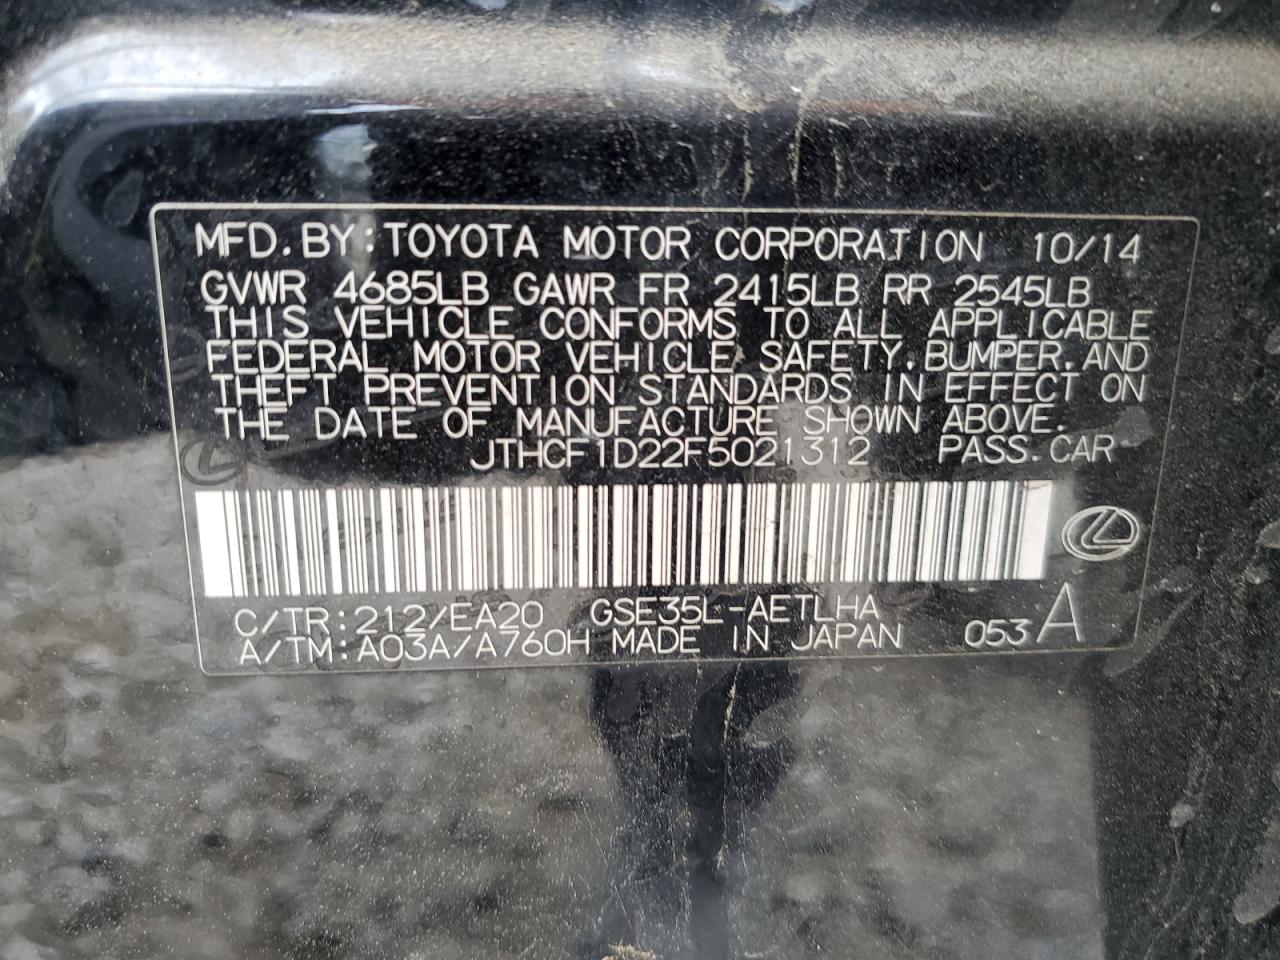 MFD.BY:TOYOTA MOTOR CORPORATION 10/14
GVWR 4685LB GAWR FR 2415LB RR 2545LB
THIS VEHICLE CONFORMS TO ALL APPLICABLE
FEDERAL MOTOR VEHICLE SAFETY,BUMPER,AND
THEFT PREVENTION STANDARDS IN EFFECT ON
THE DATE OF MANUFACTURE SHOWN ABOVE.
JTHCF1D22F5021312 PASS.CAR
C/TR:212/EA20 GSE35L-AETLHA
A/TM:A03A/A760H MADE IN JAPAN 053A